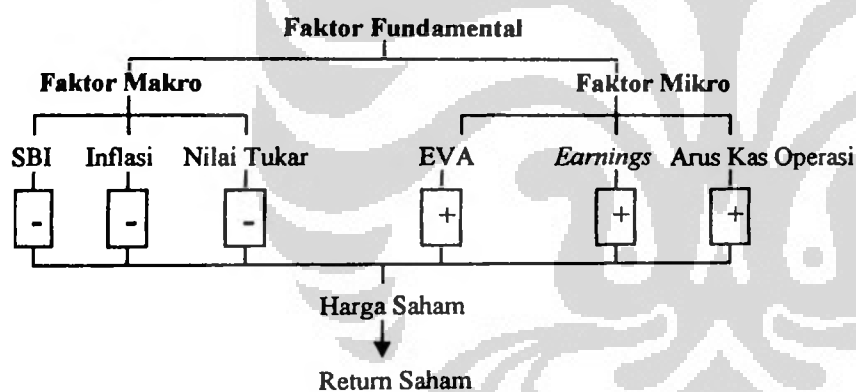 Faktor Fundamental
Faktor Makro Faktor Mikro
SBI Inflasi Nilai Tukar EVA Earnings Arus Kas Operasi
- - - + + +
Harga Saham
Return Saham